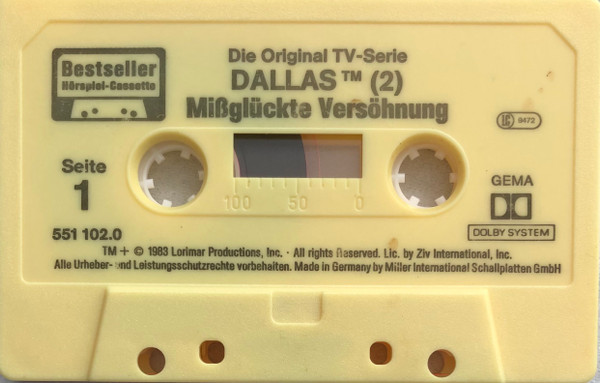 Die Original TV-Serie
DALLAS™ (2)
Mißglückte Versöhnung
Bestseller
Hörspiel-Cassette
LC 9472
Seite
1
100 50 0
GEMA
DOLBY SYSTEM
551 102.0
TM + © 1983 Lorimar Productions, Inc. · All rights Reserved. Lic. by Ziv International, Inc.
Alle Urheber- und Leistungsschutzrechte vorbehalten. Made in Germany by Miller International Schallplatten GmbH